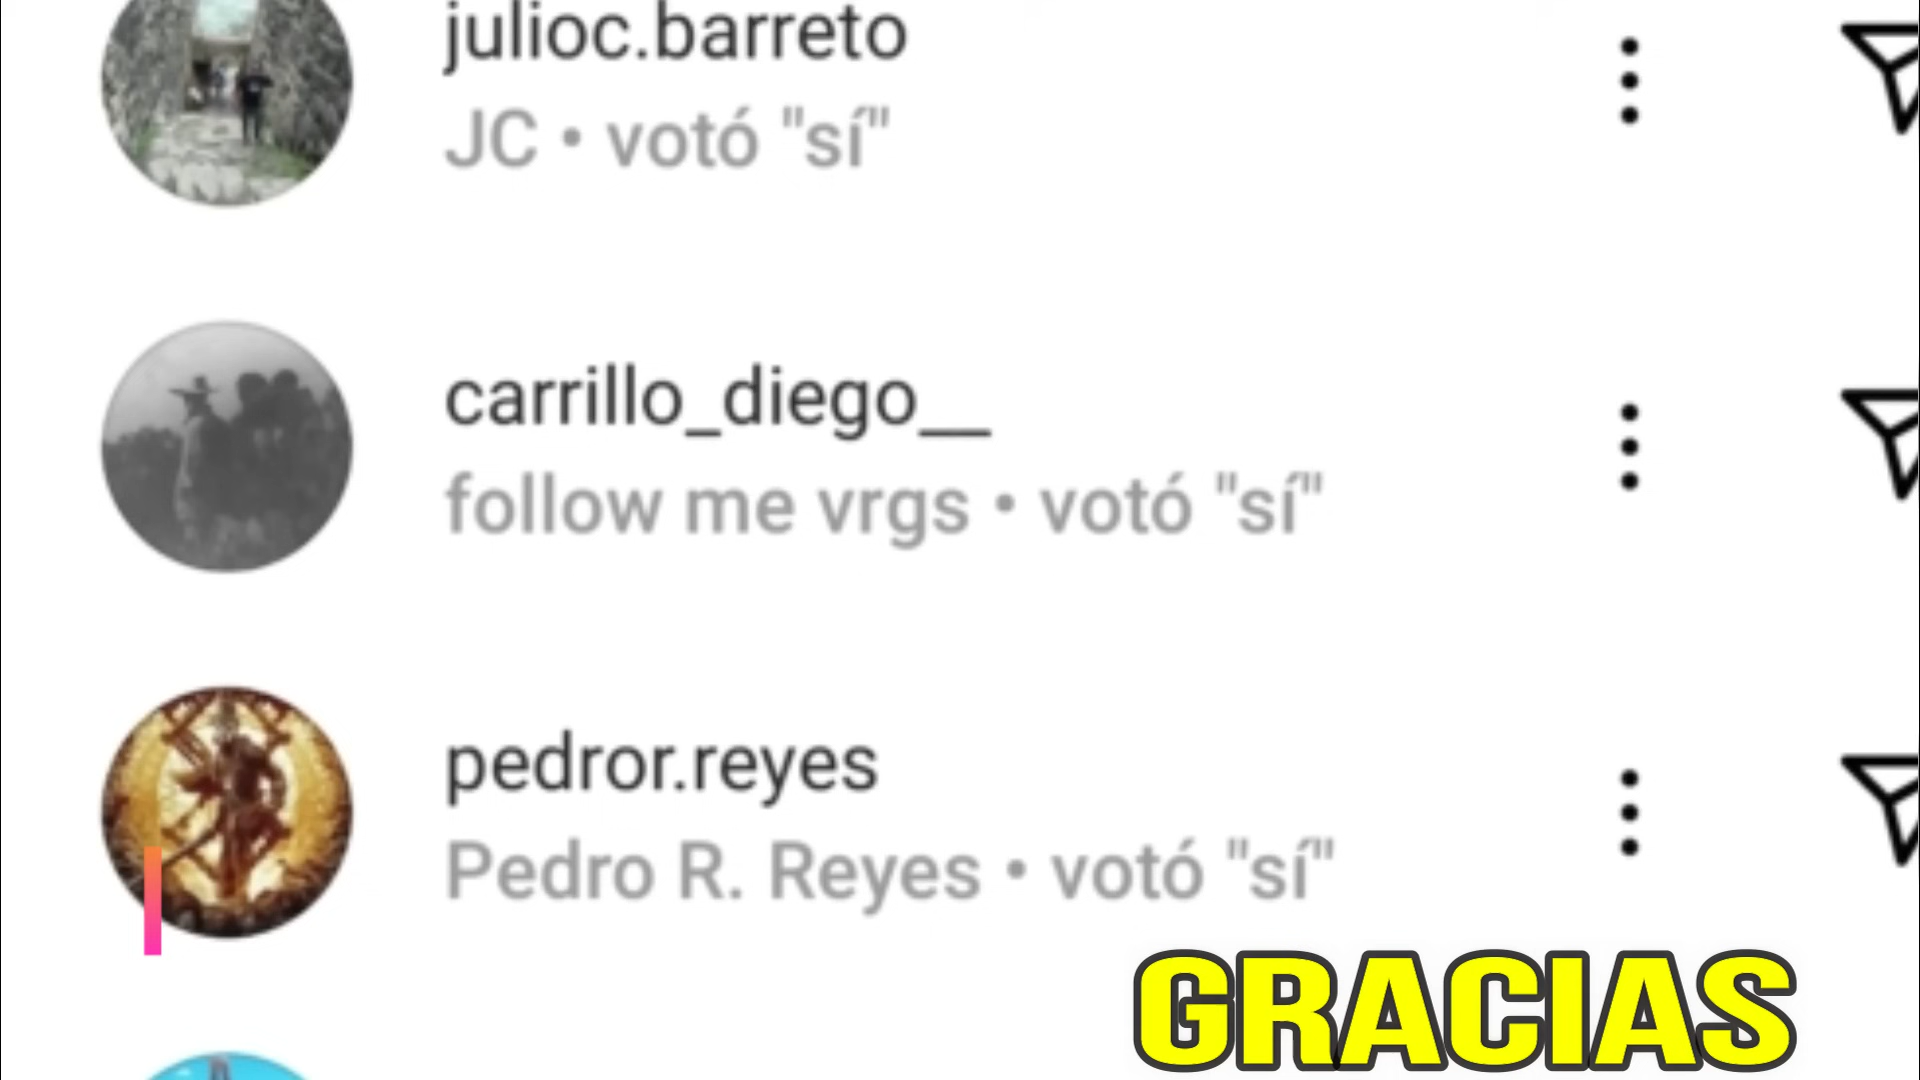 julioc.barreto
JC • votó "sí"
carrillo_diego__
follow me vrgs • votó "sí"
pedror.reyes
Pedro R. Reyes • votó "sí"
GRACIAS